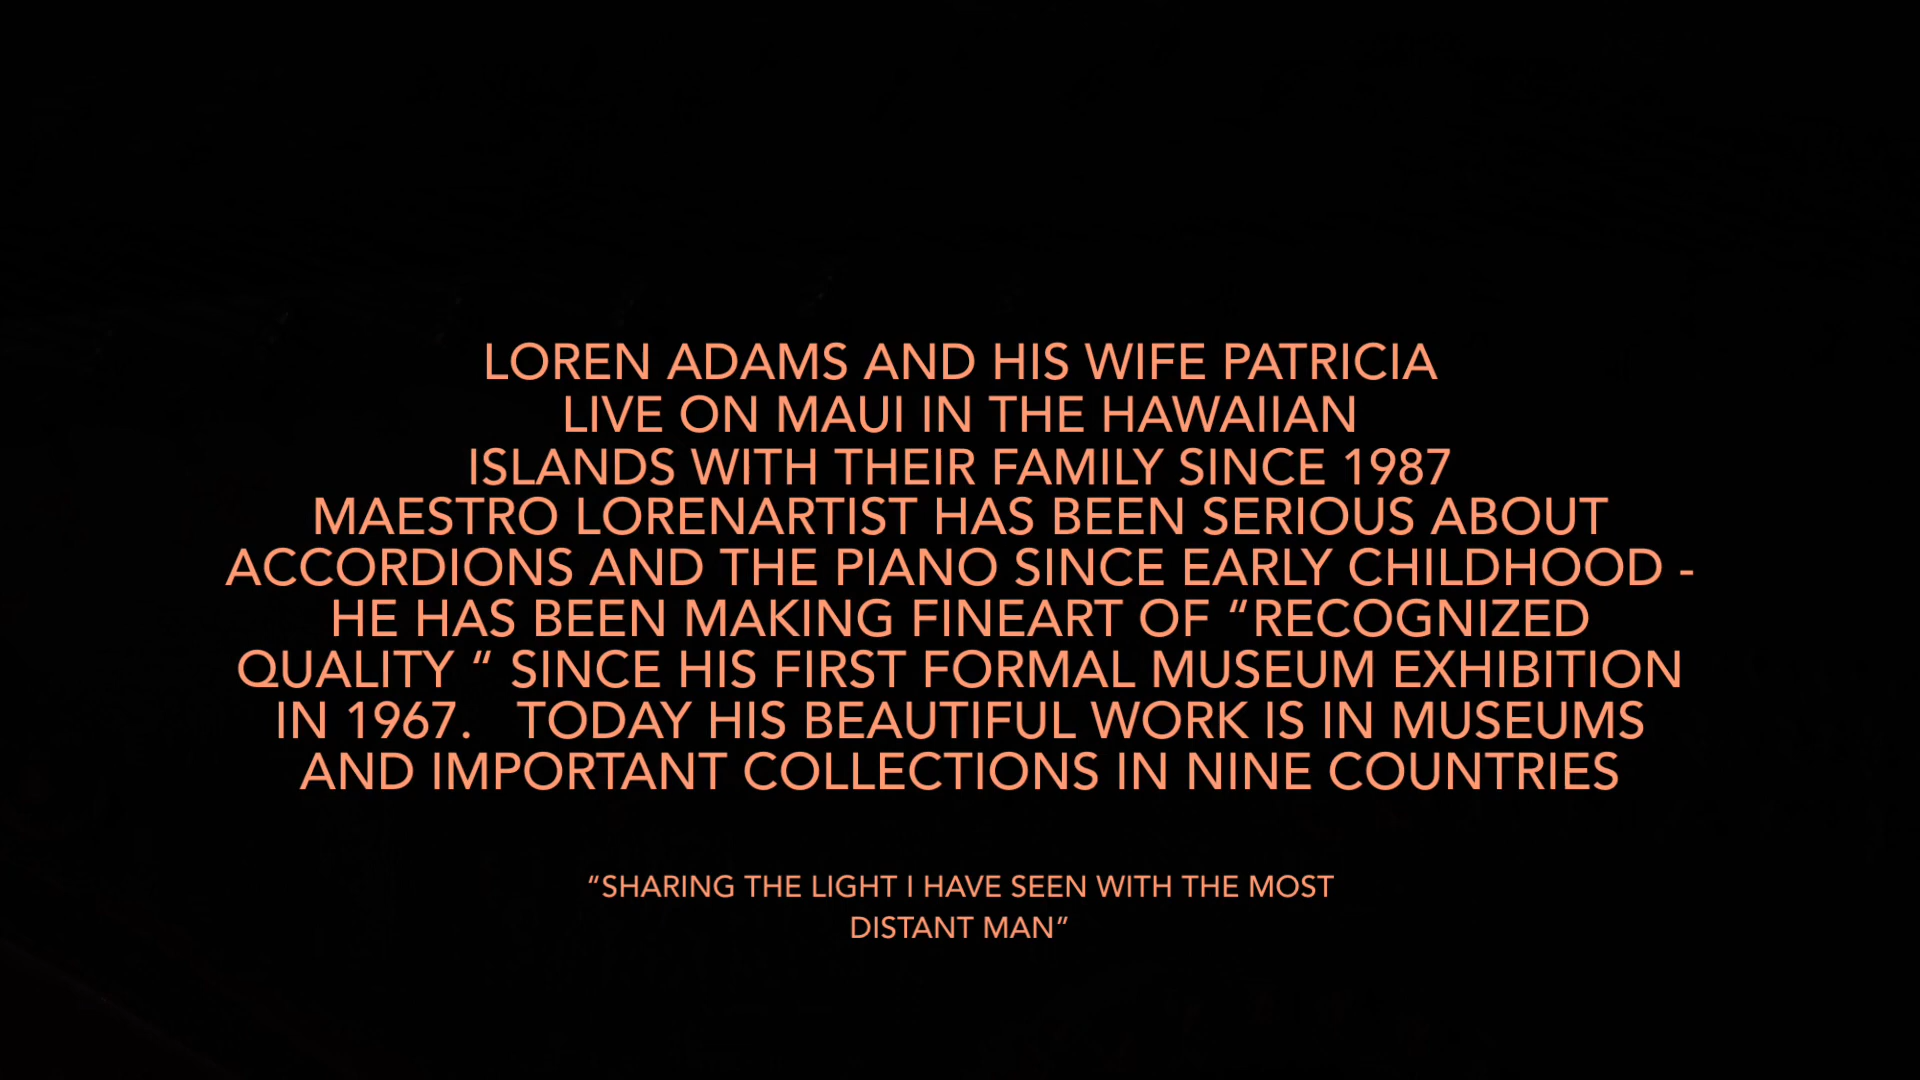 LOREN ADAMS AND HIS WIFE PATRICIA
LIVE ON MAUI IN THE HAWAIIAN
ISLANDS WITH THEIR FAMILY SINCE 1987
MAESTRO LORENARTIST HAS BEEN SERIOUS ABOUT
ACCORDIONS AND THE PIANO SINCE EARLY CHILDHOOD -
HE HAS BEEN MAKING FINEART OF “RECOGNIZED
QUALITY “ SINCE HIS FIRST FORMAL MUSEUM EXHIBITION
IN 1967.   TODAY HIS BEAUTIFUL WORK IS IN MUSEUMS
AND IMPORTANT COLLECTIONS IN NINE COUNTRIES
“SHARING THE LIGHT I HAVE SEEN WITH THE MOST
DISTANT MAN”